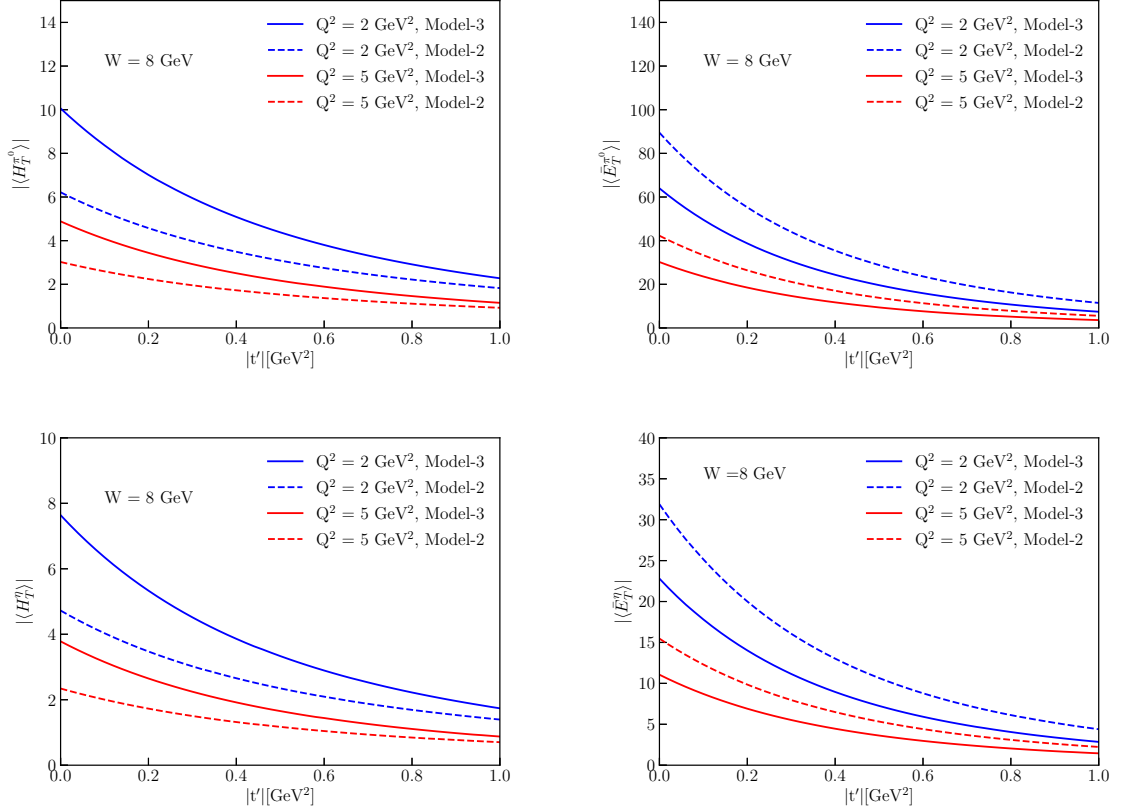 14
12
10
8
6
4
2
0
0.0 0.2 0.4 0.6 0.8 1.0
|t′|[GeV²]
|⟨H_T^{π⁰}⟩|
W = 8 GeV
Q² = 2 GeV², Model-3
Q² = 2 GeV², Model-2
Q² = 5 GeV², Model-3
Q² = 5 GeV², Model-2
140
120
100
80
60
40
20
0
0.0 0.2 0.4 0.6 0.8 1.0
|t′|[GeV²]
|⟨Ē_T^{π⁰}⟩|
W = 8 GeV
Q² = 2 GeV², Model-3
Q² = 2 GeV², Model-2
Q² = 5 GeV², Model-3
Q² = 5 GeV², Model-2
10
8
6
4
2
0
0.0 0.2 0.4 0.6 0.8 1.0
|t′|[GeV²]
|⟨H_T^η⟩|
W = 8 GeV
Q² = 2 GeV², Model-3
Q² = 2 GeV², Model-2
Q² = 5 GeV², Model-3
Q² = 5 GeV², Model-2
40
35
30
25
20
15
10
5
0
0.0 0.2 0.4 0.6 0.8 1.0
|t′|[GeV²]
|⟨Ē_T^η⟩|
W =8 GeV
Q² = 2 GeV², Model-3
Q² = 2 GeV², Model-2
Q² = 5 GeV², Model-3
Q² = 5 GeV², Model-2